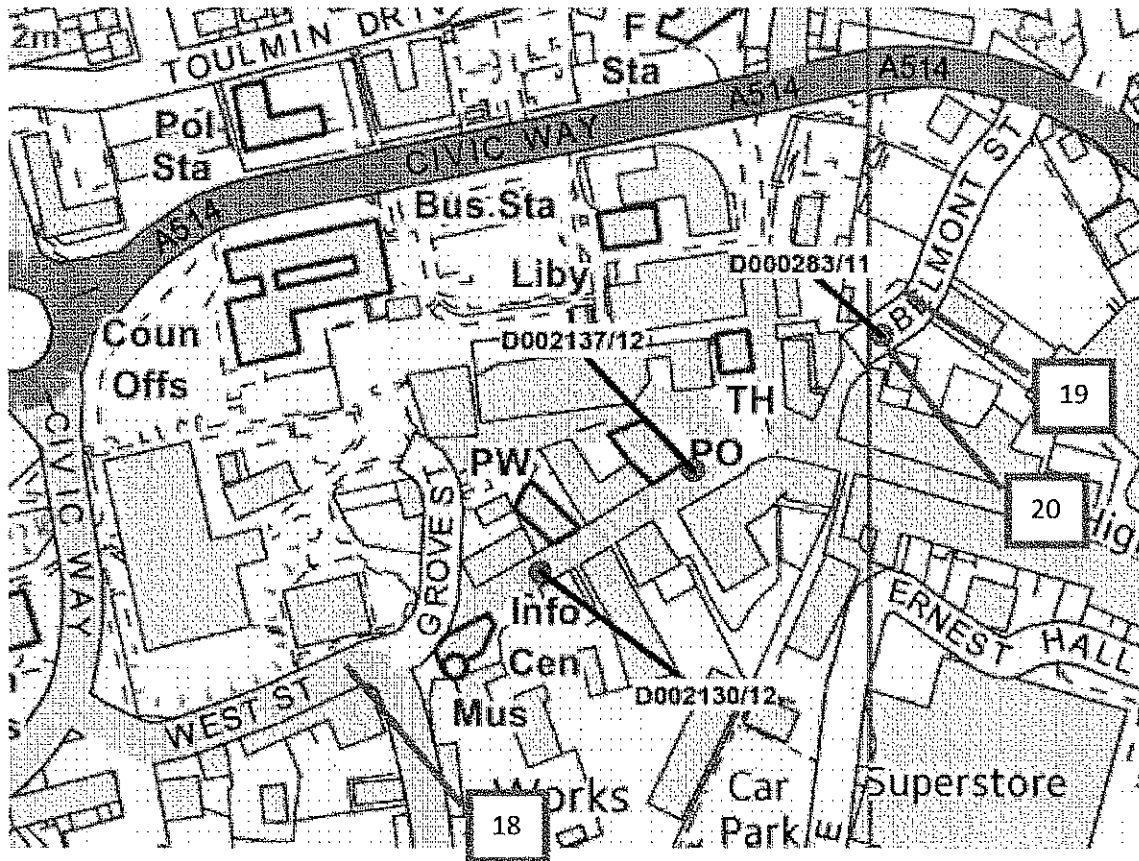 2m
TOULMIN DRIV
F
Sta
A514
A514
Pol
Sta
CIVIC WAY
A514
Bus Sta
BELMONT ST
Liby
D000283/11
Coun
Offs
D002137/12
19
TH
CIVIC WAY
PW
PO
GROVE ST
20
Hig
Info
Cen
ERNEST HALL
Mus
D002130/12
WEST ST
Works
Car
Park
Superstore
18